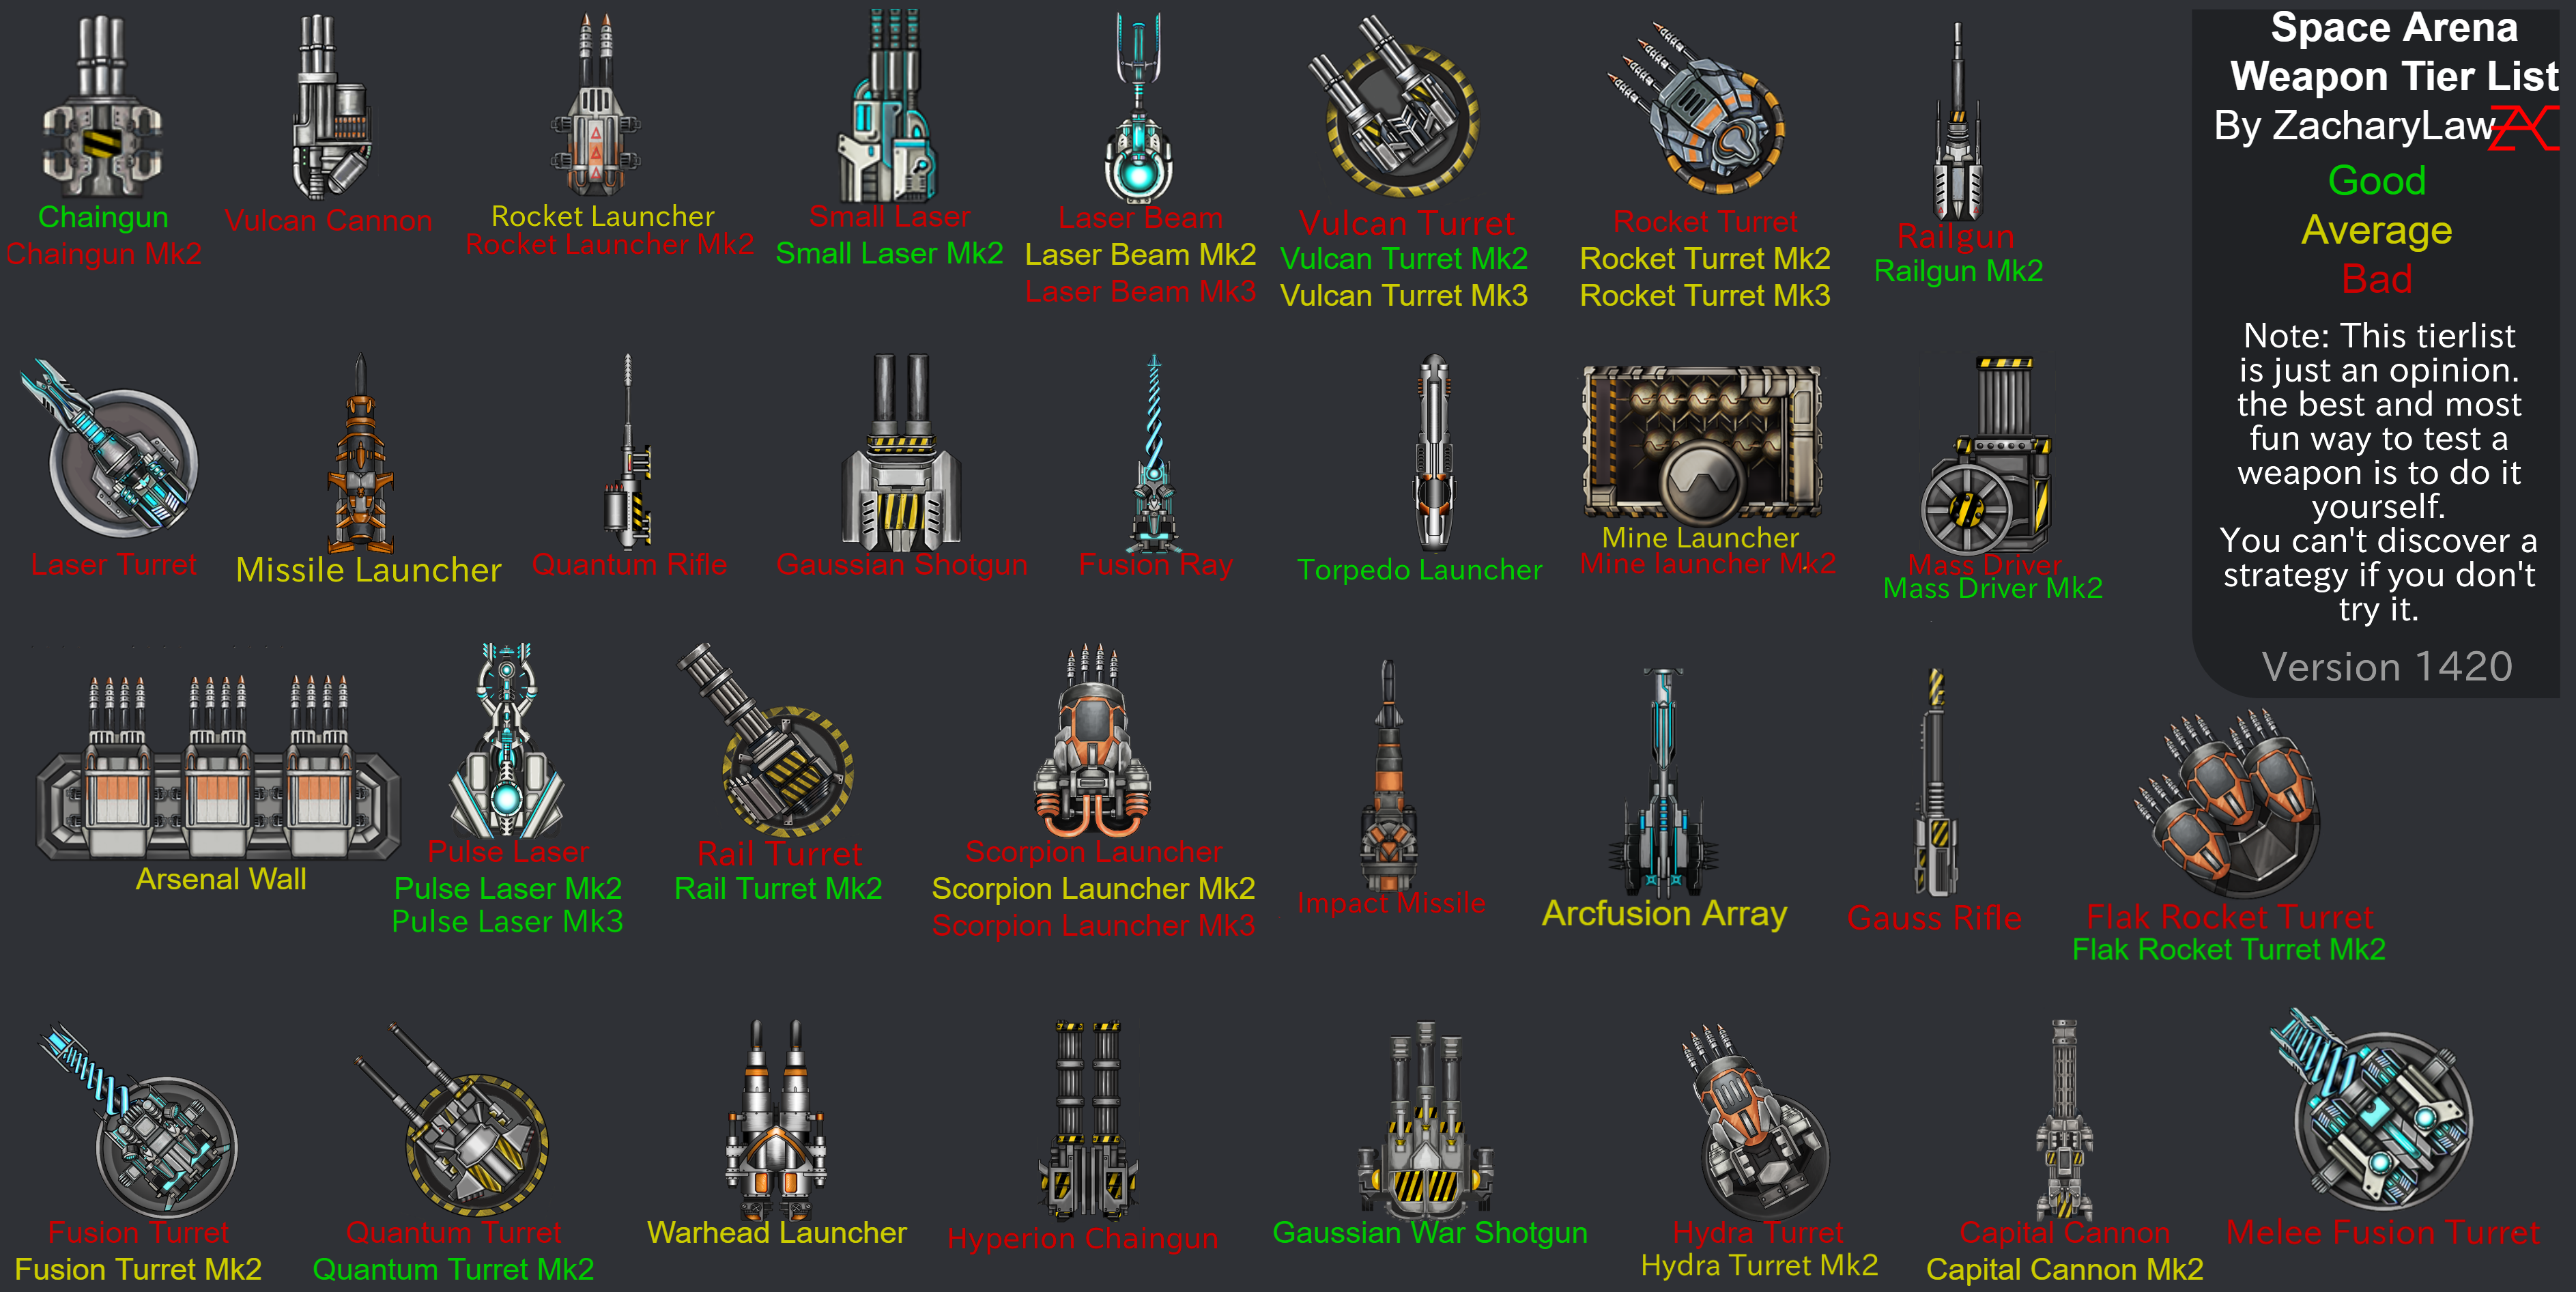 Space Arena
Weapon Tier List
By ZacharyLaw
Good
Average
Bad
Note: This tierlist
is just an opinion.
the best and most
fun way to test a
weapon is to do it
yourself.
You can't discover a
strategy if you don't
try it.
Version 1420
Chaingun
Chaingun Mk2
Vulcan Cannon
Rocket Launcher
Rocket Launcher Mk2
Small Laser
Small Laser Mk2
Laser Beam
Laser Beam Mk2
Laser Beam Mk3
Vulcan Turret
Vulcan Turret Mk2
Vulcan Turret Mk3
Rocket Turret
Rocket Turret Mk2
Rocket Turret Mk3
Railgun
Railgun Mk2
Laser Turret
Missile Launcher
Quantum Rifle
Gaussian Shotgun
Fusion Ray
Torpedo Launcher
Mine Launcher
Mine launcher Mk2
Mass Driver
Mass Driver Mk2
Arsenal Wall
Pulse Laser
Pulse Laser Mk2
Pulse Laser Mk3
Rail Turret
Rail Turret Mk2
Scorpion Launcher
Scorpion Launcher Mk2
Scorpion Launcher Mk3
Impact Missile
Arcfusion Array
Gauss Rifle
Flak Rocket Turret
Flak Rocket Turret Mk2
Fusion Turret
Fusion Turret Mk2
Quantum Turret
Quantum Turret Mk2
Warhead Launcher
Hyperion Chaingun
Gaussian War Shotgun
Hydra Turret
Hydra Turret Mk2
Capital Cannon
Capital Cannon Mk2
Melee Fusion Turret